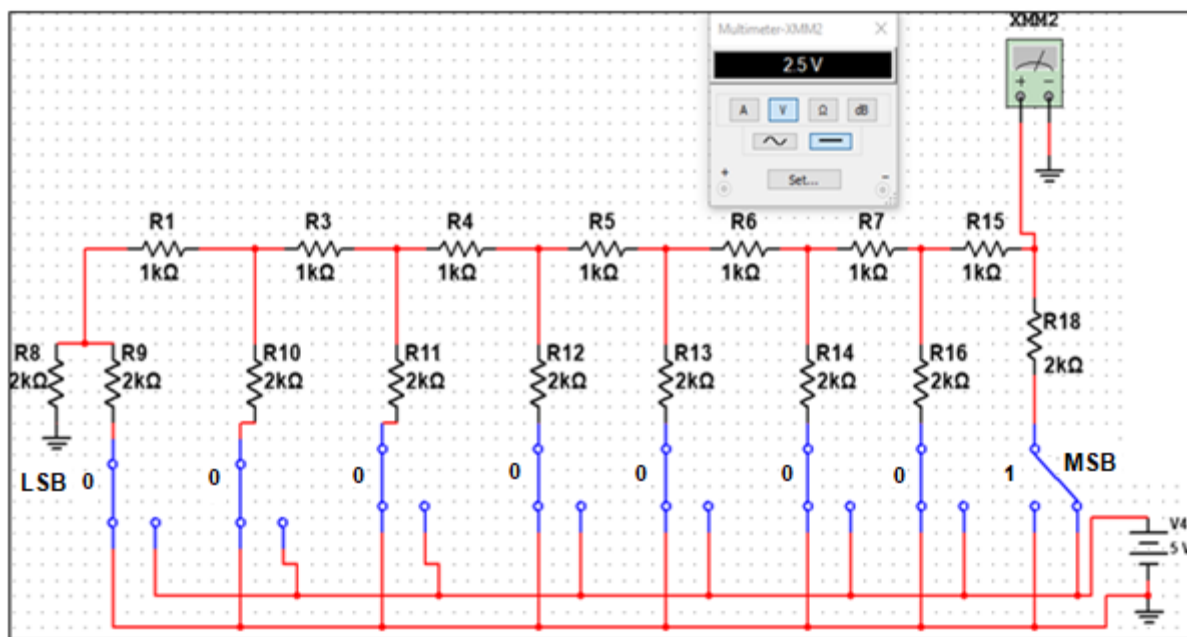 XMM2
Multimeter-XMM2
2.5 V
A V Ω dB
+ -
Set...
+ -
R1 R3 R4 R5 R6 R7 R15
1kΩ 1kΩ 1kΩ 1kΩ 1kΩ 1kΩ 1kΩ
R18
2kΩ
R8 R9 R10 R11 R12 R13 R14 R16
2kΩ 2kΩ 2kΩ 2kΩ 2kΩ 2kΩ 2kΩ 2kΩ
LSB 0 0 0 0 0 0 0 1 MSB
V4
5 V